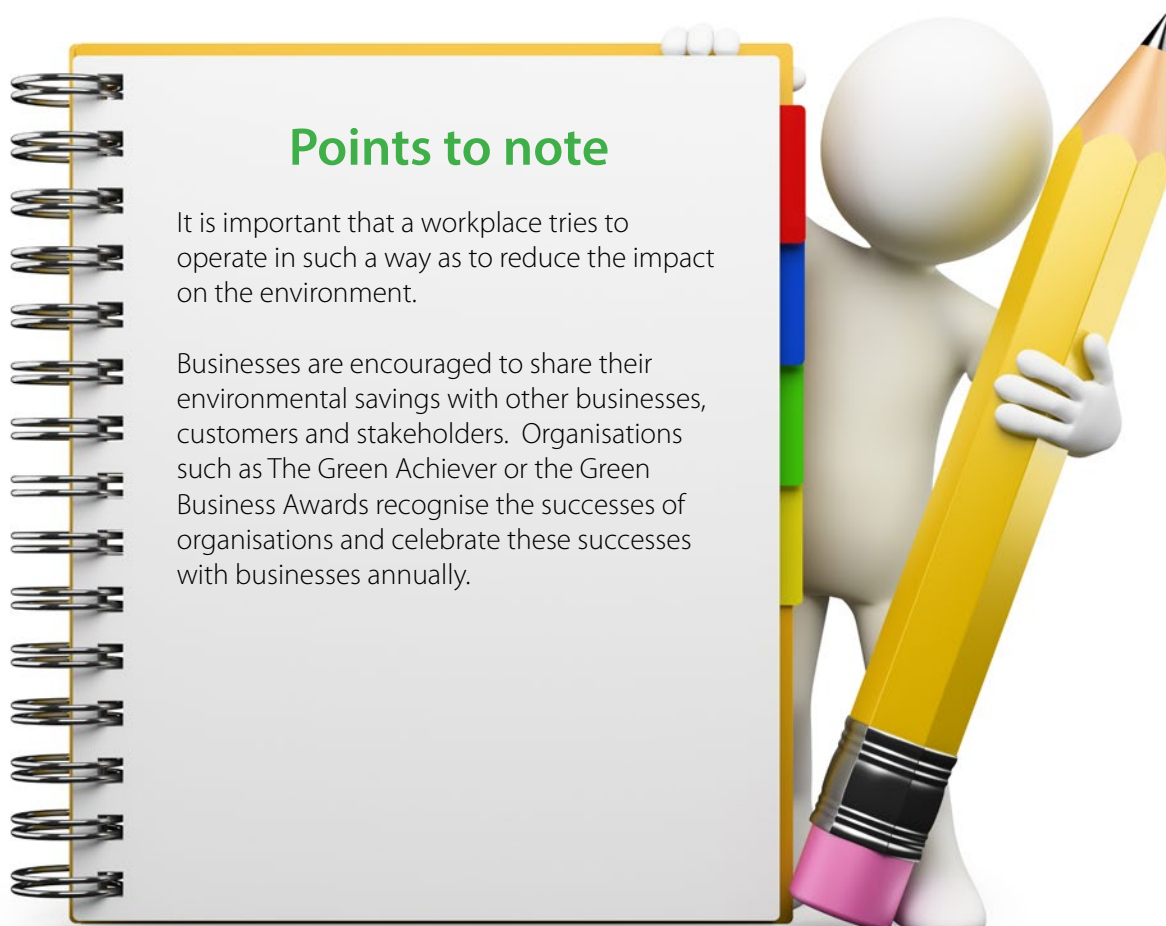 Points to note
It is important that a workplace tries to
operate in such a way as to reduce the impact
on the environment.
Businesses are encouraged to share their
environmental savings with other businesses,
customers and stakeholders.  Organisations
such as The Green Achiever or the Green
Business Awards recognise the successes of
organisations and celebrate these successes
with businesses annually.